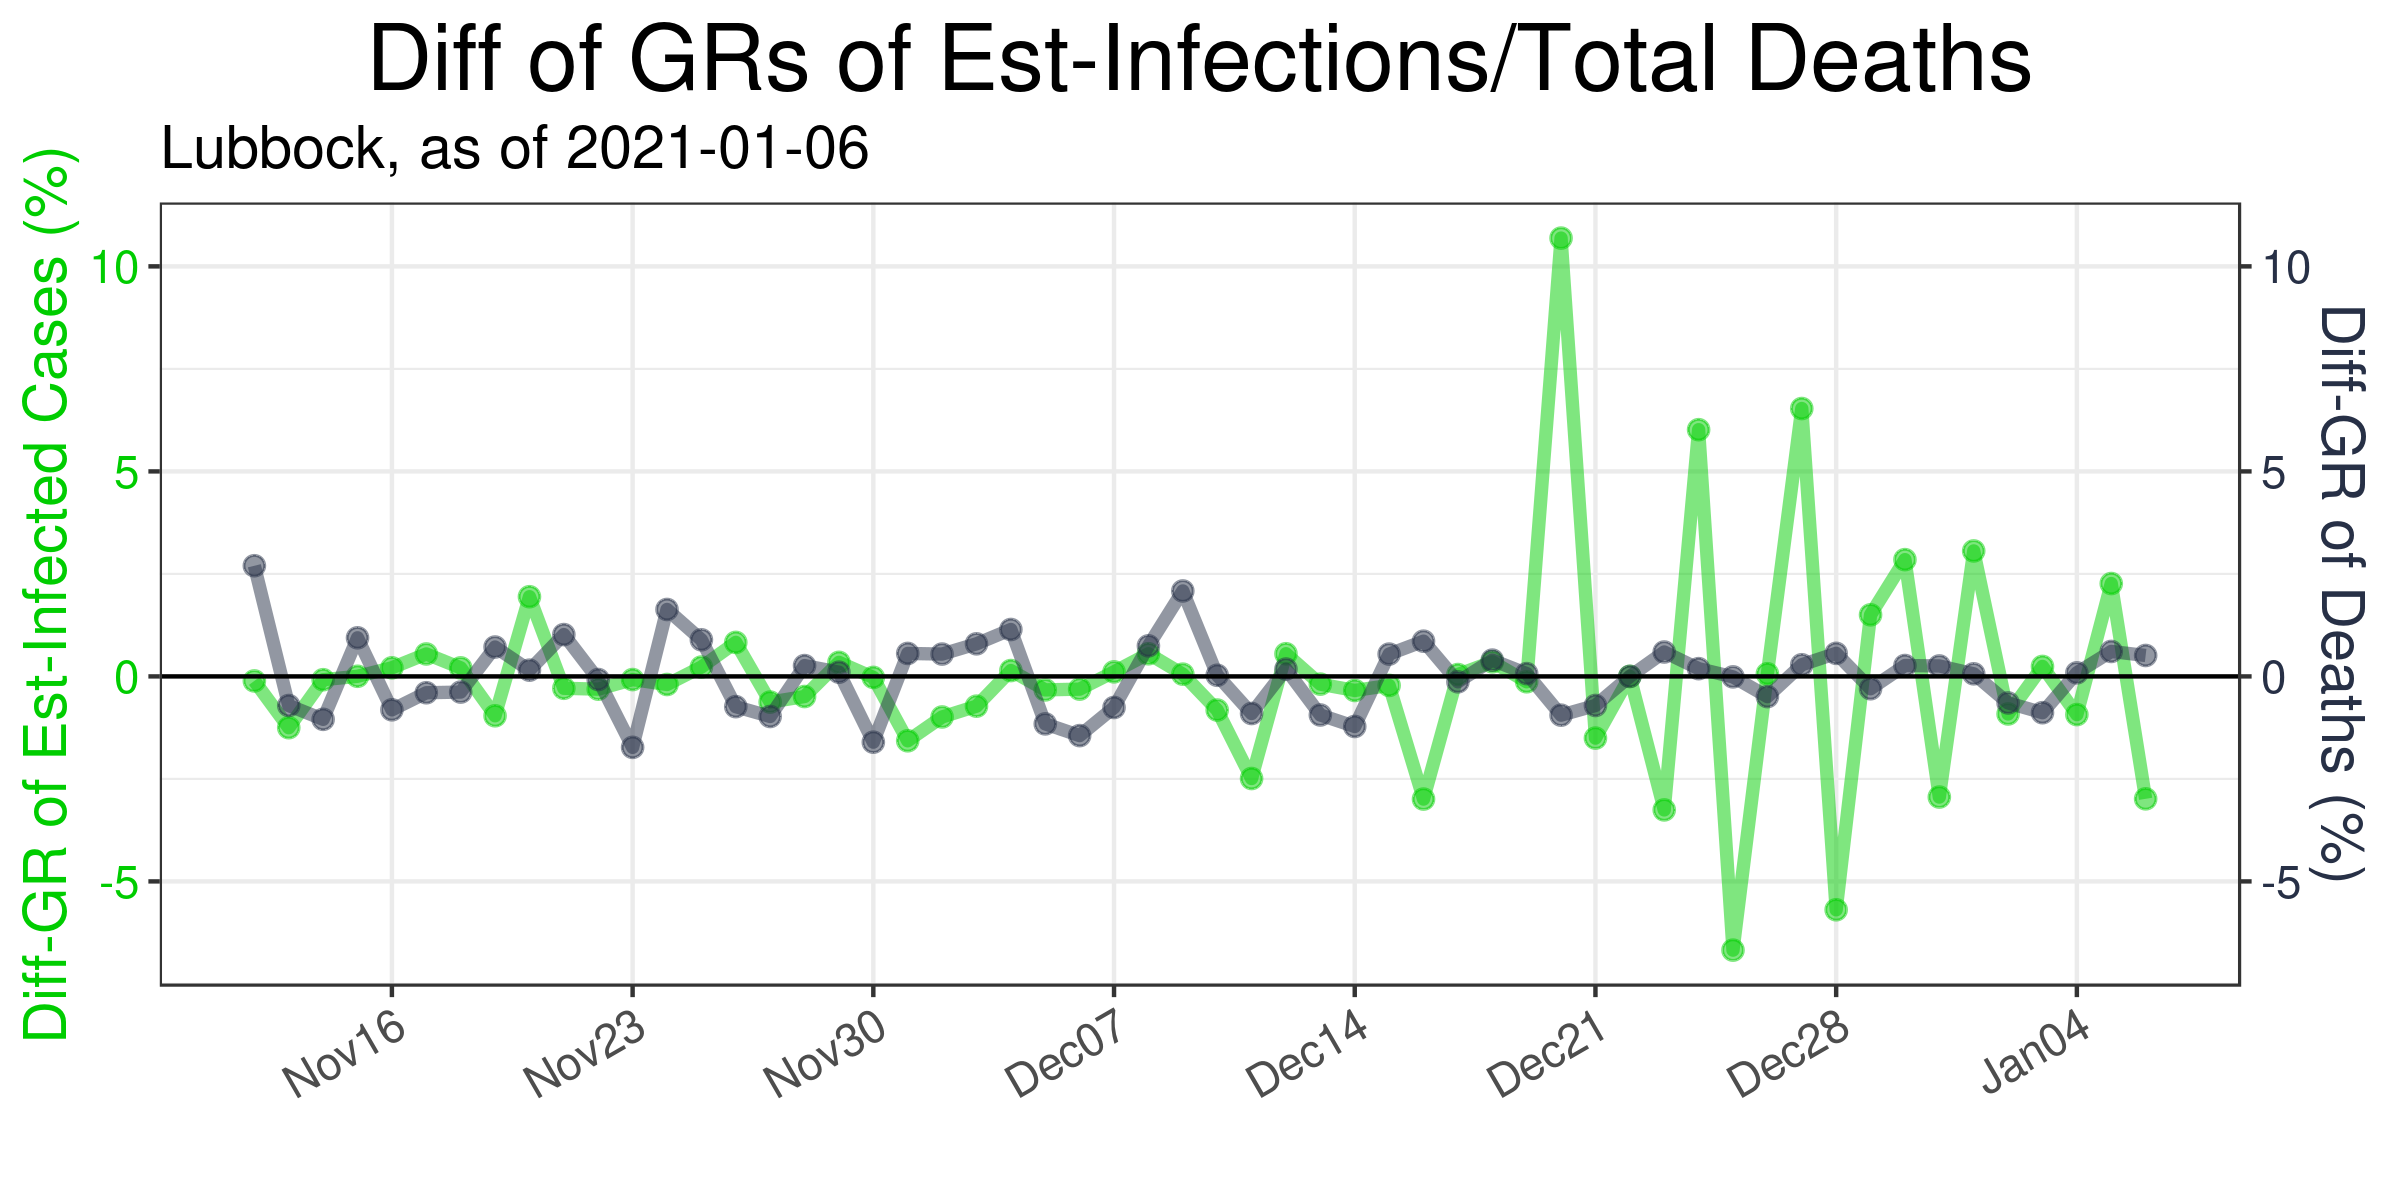 Diff of GRs of Est-Infections/Total Deaths
Lubbock, as of 2021-01-06
Diff-GR of Est-Infected Cases (%)
10
5
0
-5
10
5
0
-5
Diff-GR of Deaths (%)
Nov16
Nov23
Nov30
Dec07
Dec14
Dec21
Dec28
Jan04